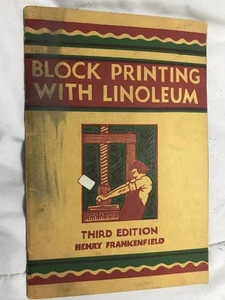 BLOCK PRINTING
WITH LINOLEUM
THIRD EDITION
HENRY FRANKENFIELD